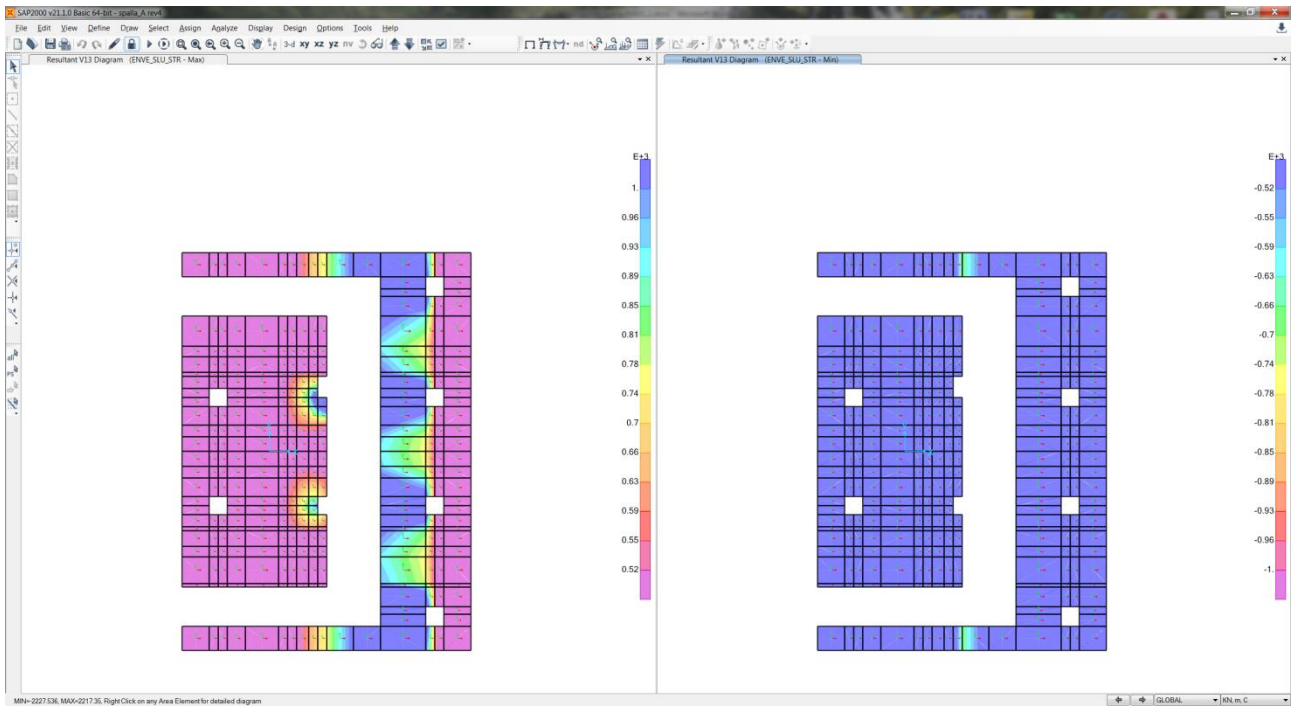 SAP2000 v21.1.0 Basic 64-bit - spalla_A rev4
File Edit View Define Draw Select Assign Analyze Display Design Options Tools Help
3-d xy xz yz nv
nd
Resultant V13 Diagram (ENVE_SLU_STR - Max)
Resultant V13 Diagram (ENVE_SLU_STR - Min)
all
PS
E+3
1.
0.96
0.93
0.89
0.85
0.81
0.78
0.74
0.7
0.66
0.63
0.59
0.55
0.52
E+3
-0.52
-0.55
-0.59
-0.63
-0.66
-0.7
-0.74
-0.78
-0.81
-0.85
-0.89
-0.93
-0.96
-1.
MIN=-2227.536, MAX=2217.35, Right Click on any Area Element for detailed diagram
GLOBAL
KN, m, C